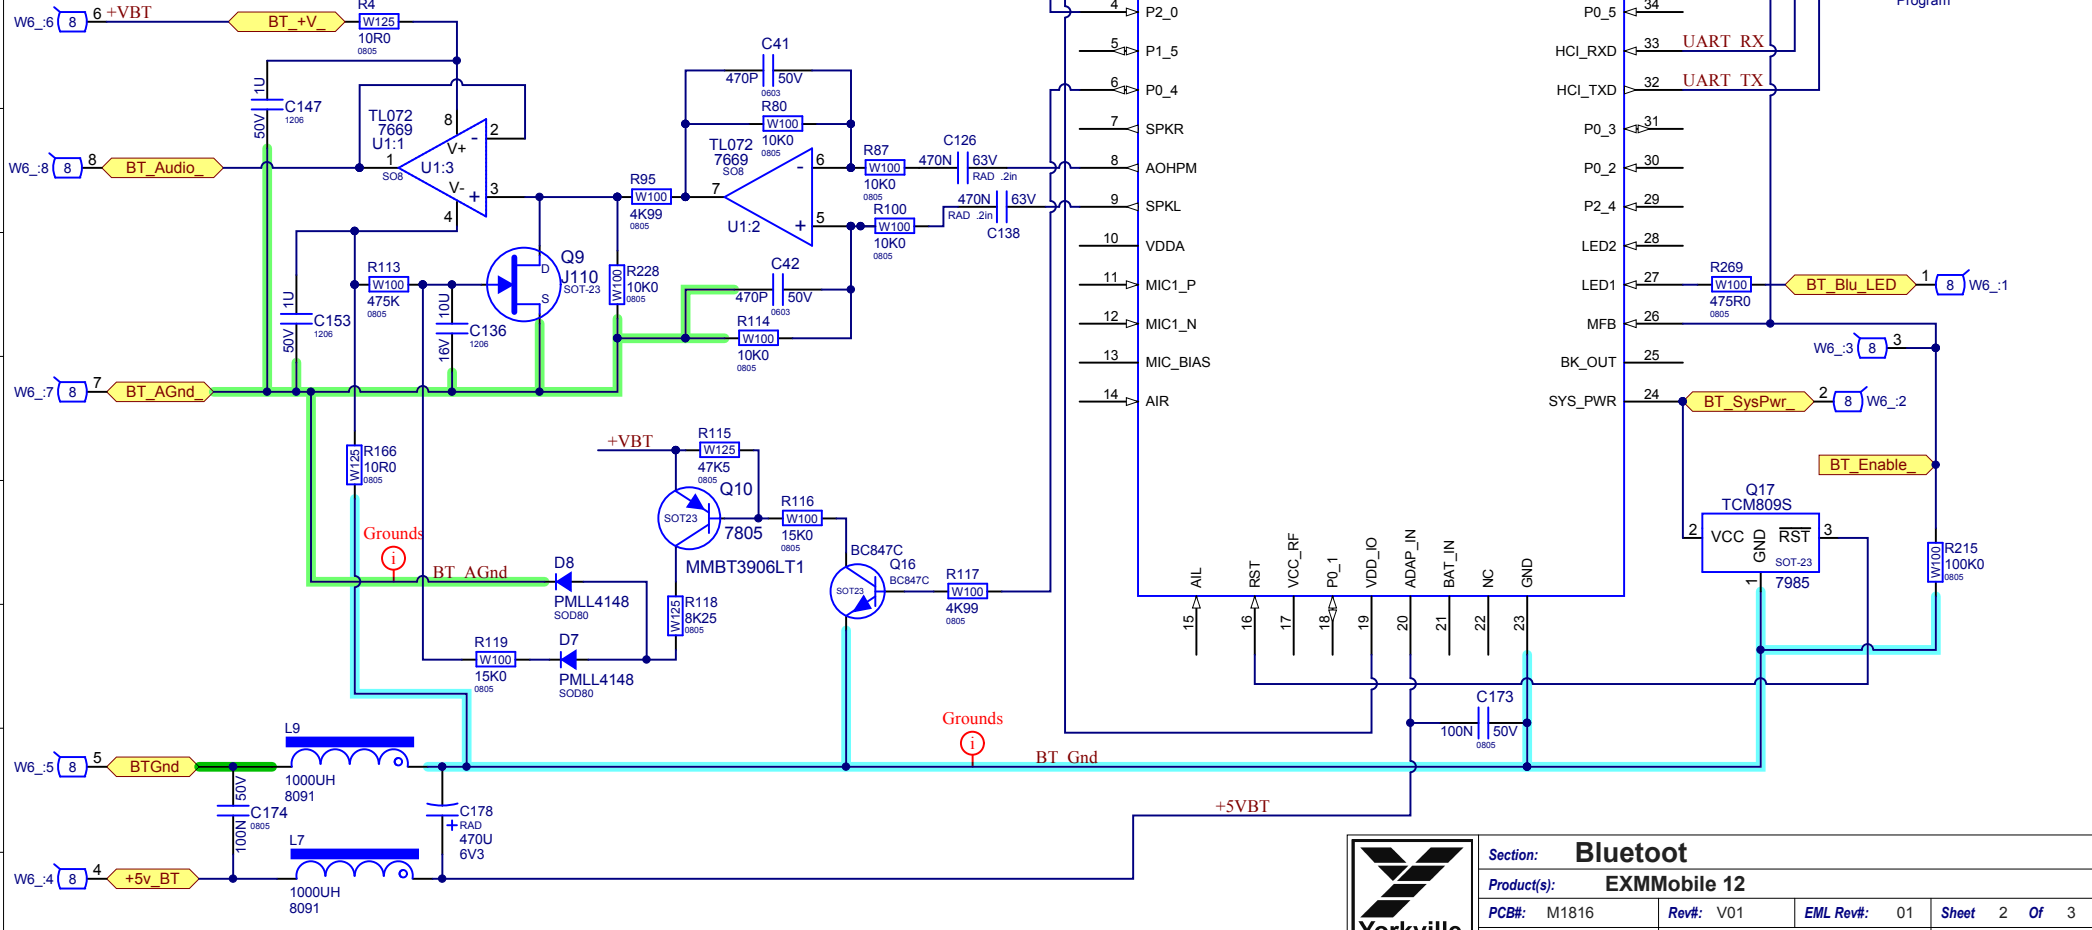 W6_:6 8 6 +VBT BT_+V_ R4 W125 10R0 0805
1U C147 1206 50V
TL072 7669 U1:1 SO8 U1:3 V+ V- 8 1 2 3 4 - +
W6_:8 8 8 BT_Audio_
C41 470P 50V 0603
R80 W100 10K0 0805
TL072 7669 SO8 U1:2 7 6 5 - +
R95 W100 4K99 0805
R87 W100 10K0 0805
C126 470N 63V RAD .2in
R100 W100 10K0 0805
470N 63V RAD .2in C138
R113 W100 475K 0805
1U C153 1206 50V
10U C136 1206 16V
Q9 J110 SOT-23 D S
R228 W100 10K0 0805
C42 470P 50V 0603
R114 W100 10K0 0805
W6_:7 8 7 BT_AGnd_
R166 W125 10R0 0805
+VBT R115 W125 47K5 0805
Q10 SOT23 7805 MMBT3906LT1
R116 W100 15K0 0805
BC847C Q16 BC847C SOT23
R117 W100 4K99 0805
R118 W125 8K25 0805
Grounds i
BT_AGnd D8 PMLL4148 SOD80
R119 W100 15K0 0805
D7 PMLL4148 SOD80
Grounds i
BT_Gnd
W6_:5 8 5 BTGnd
L9 1000UH 8091
50V C174 0805 100N
C178 + RAD 470U 6V3
L7 1000UH 8091
W6_:4 8 4 +5v_BT
+5VBT
4 P2_0
5 P1_5
6 P0_4
7 SPKR
8 AOHPM
9 SPKL
10 VDDA
11 MIC1_P
12 MIC1_N
13 MIC_BIAS
14 AIR
AIL 15
RST 16
VCC_RF 17
P0_1 18
VDD_IO 19
ADAP_IN 20
BAT_IN 21
NC 22
GND 23
P0_5 34
HCI_RXD 33 UART_RX
HCI_TXD 32 UART_TX
P0_3 31
P0_2 30
P2_4 29
LED2 28
LED1 27
MFB 26
BK_OUT 25
SYS_PWR 24
Program
R269 W100 475R0 0805
BT_Blu_LED 1 8 W6_:1
W6_:3 8 3
BT_SysPwr_ 2 8 W6_:2
BT_Enable_
Q17 TCM809S 2 VCC GND RST 3 SOT-23 1 7985
R215 W100 100K0 0805
C173 100N 50V 0805
Yorkville
Section: Bluetoot
Product(s): EXMMobile 12
PCB#: M1816 Rev#: V01 EML Rev#: 01 Sheet 2 Of 3